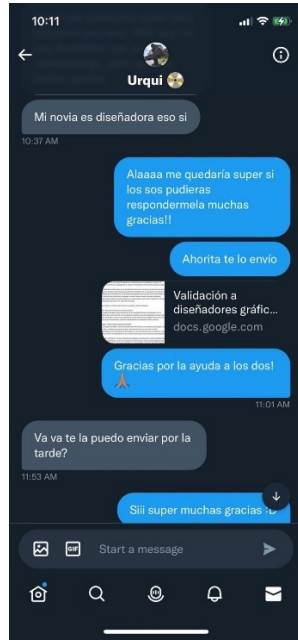 10:11
Urqui
Mi novia es diseñadora eso si
10:37 AM
Alaaaa me quedaría super si
los sos pudieras
respondermela muchas
gracias!!
Ahorita te lo envío
Validación a
diseñadores gráfic...
docs.google.com
Gracias por la ayuda a los dos!
11:01 AM
Va va te la puedo enviar por la
tarde?
11:53 AM
Siii super muchas gracias :D
GIF
Start a message